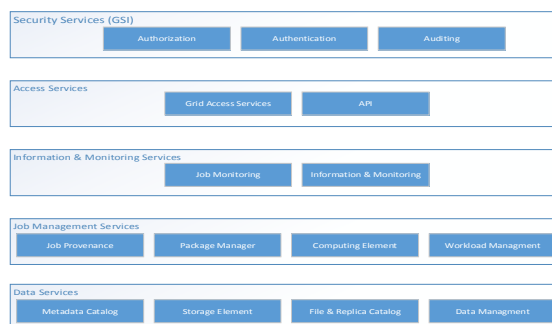 Security Services (GSI)
Authorization Authentication Auditing
Access Services
Grid Access Services API
Information & Monitoring Services
Job Monitoring Information & Monitoring
Job Management Services
Job Provenance Package Manager Computing Element Workload Managment
Data Services
Metadata Catalog Storage Element File & Replica Catalog Data Managment